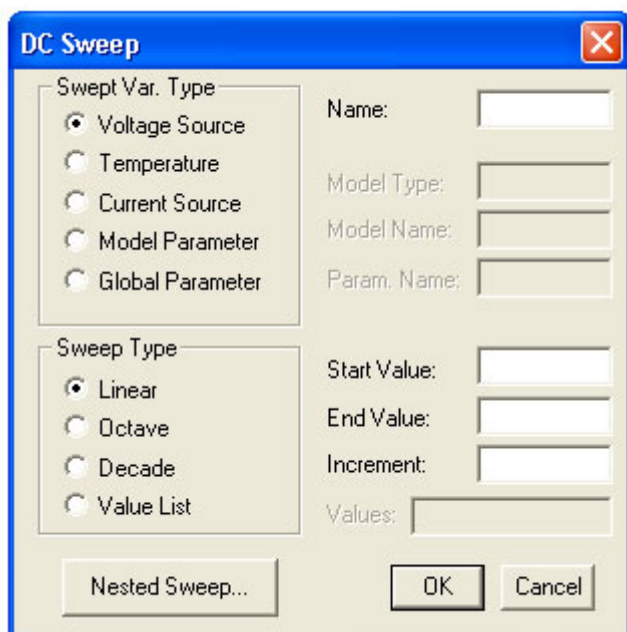 DC Sweep
Swept Var. Type
Voltage Source
Temperature
Current Source
Model Parameter
Global Parameter
Name:
Model Type:
Model Name:
Param. Name:
Sweep Type
Linear
Octave
Decade
Value List
Start Value:
End Value:
Increment:
Values:
Nested Sweep...
OK
Cancel